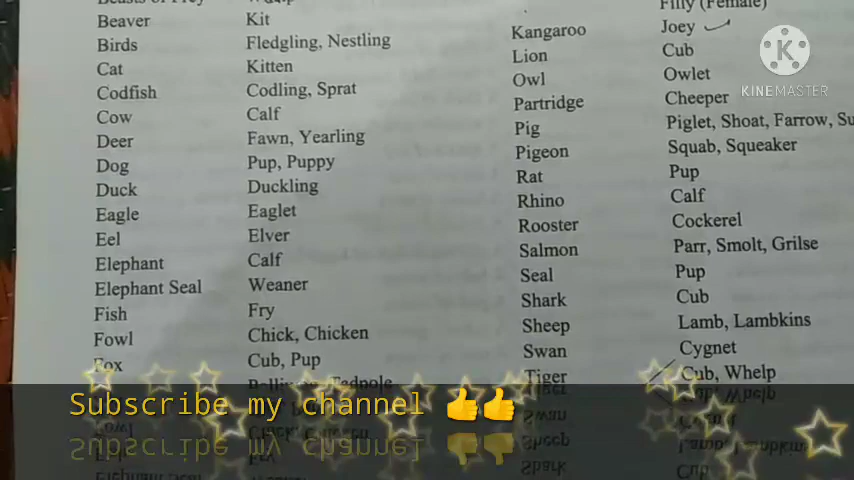 Beasts of Prey
Beaver Kit
Birds Fledgling, Nestling
Cat Kitten
Codfish Codling, Sprat
Cow Calf
Deer Fawn, Yearling
Dog Pup, Puppy
Duck Duckling
Eagle Eaglet
Eel Elver
Elephant Calf
Elephant Seal Weaner
Fish Fry
Fowl Chick, Chicken
Fox Cub, Pup
Tadpole
Filly (Female)
Kangaroo Joey
Lion Cub
Owl Owlet
Partridge Cheeper
Pig Piglet, Shoat, Farrow,
Pigeon Squab, Squeaker
Rat Pup
Rhino Calf
Rooster Cockerel
Salmon Parr, Smolt, Grilse
Seal Pup
Shark Cub
Sheep Lamb, Lambkins
Swan Cygnet
Tiger Cub, Whelp
KINEMASTER
Subscribe my channel 👍👍